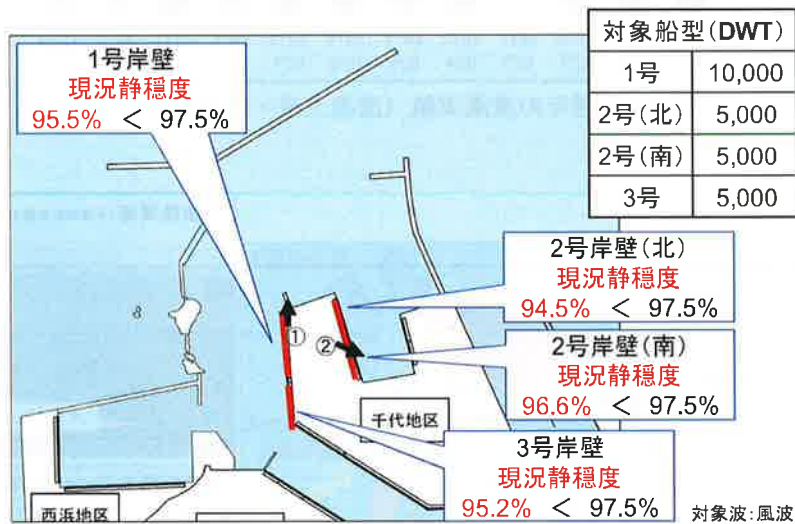 1号岸壁
現況静穏度
95.5% < 97.5%
対象船型(DWT)
1号 10,000
2号(北) 5,000
2号(南) 5,000
3号 5,000
2号岸壁(北)
現況静穏度
94.5% < 97.5%
2号岸壁(南)
現況静穏度
96.6% < 97.5%
3号岸壁
現況静穏度
95.2% < 97.5%
①
②
千代地区
西浜地区
対象波:風波